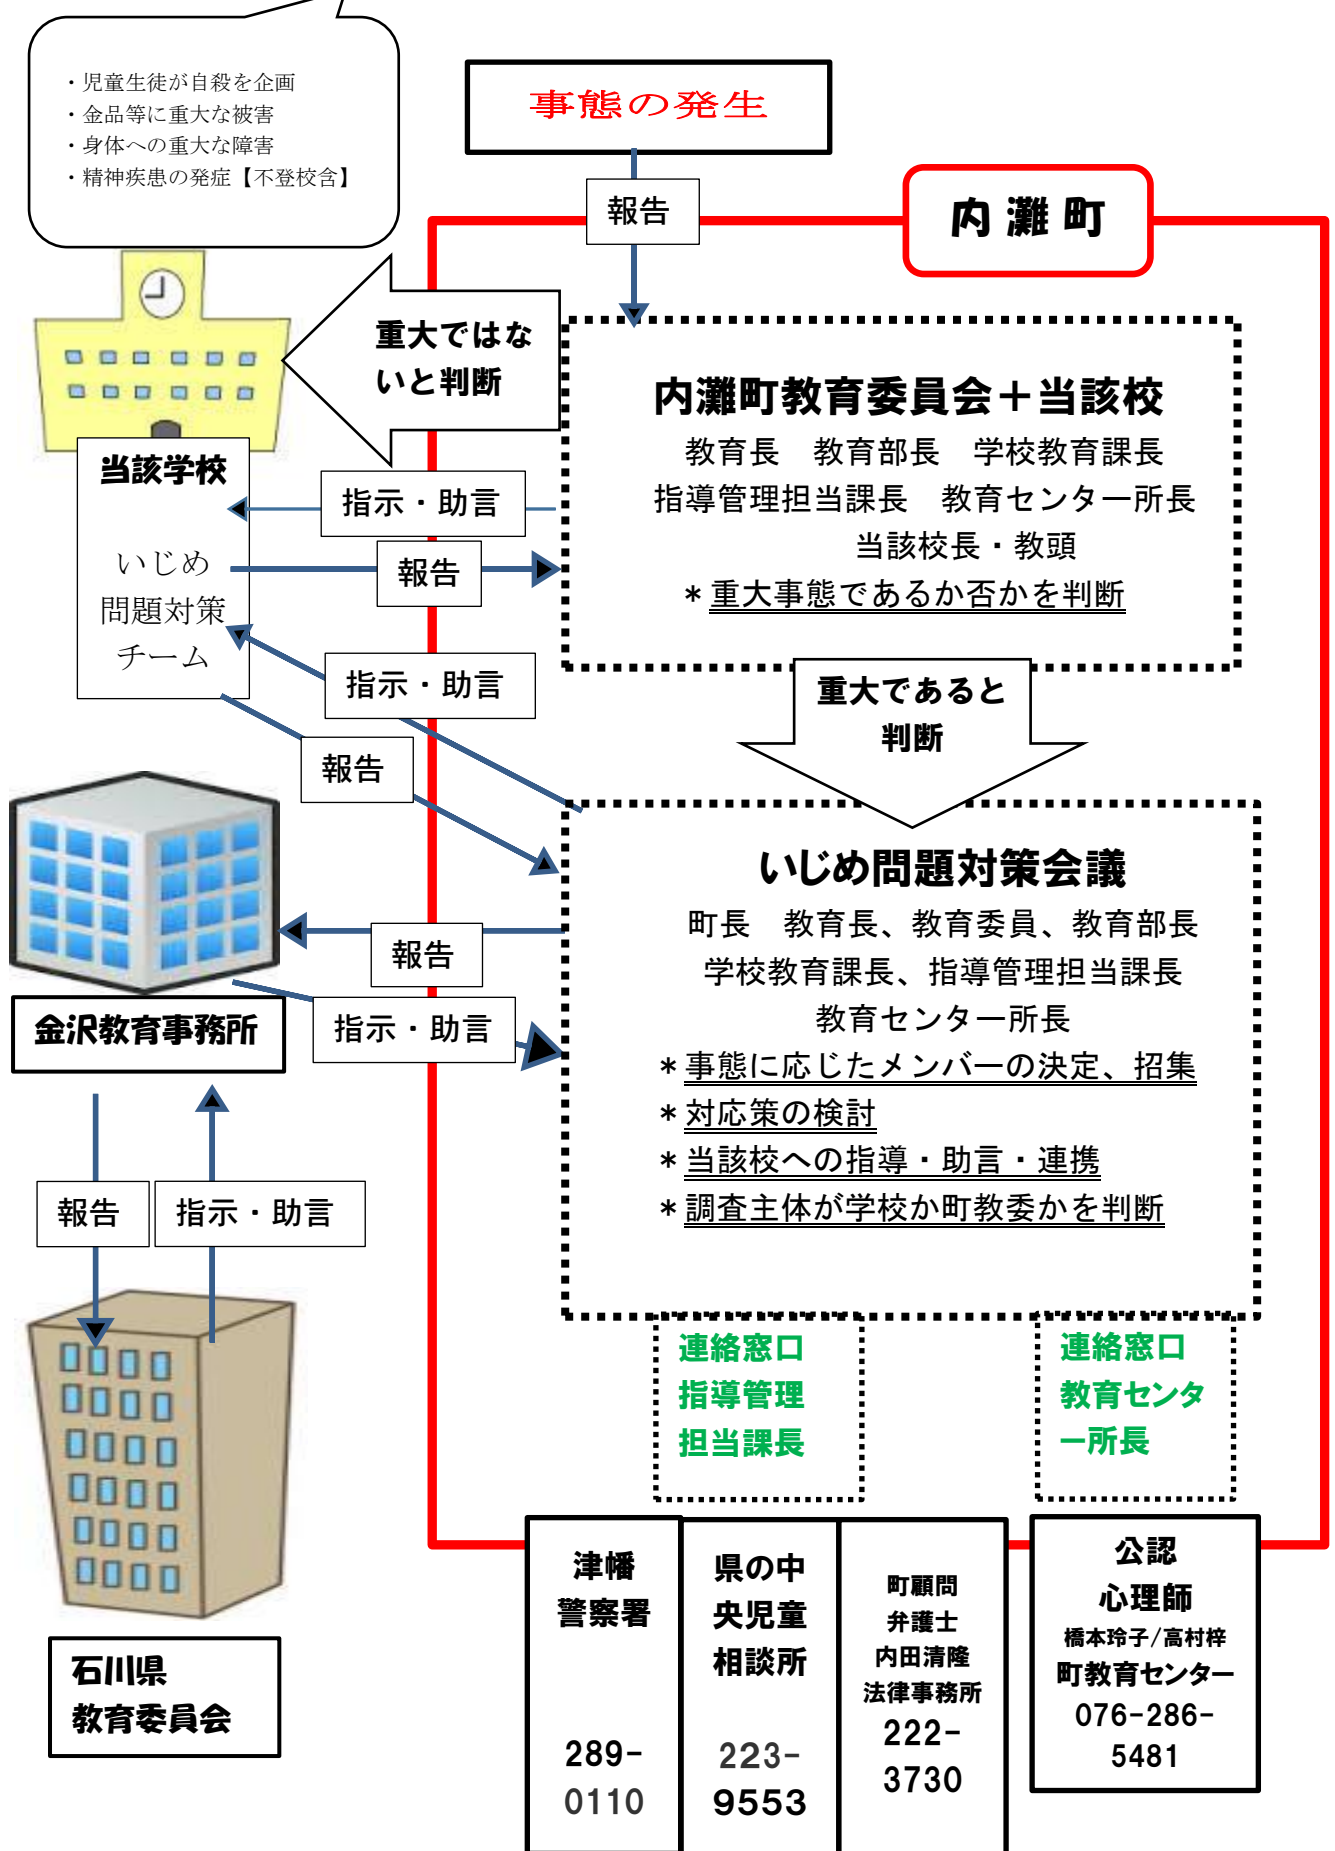 ・児童生徒が自殺を企画
・金品等に重大な被害
・身体への重大な障害
・精神疾患の発症【不登校含】
事態の発生
報告
内灘町
重大ではな
いと判断
内灘町教育委員会＋当該校
教育長　教育部長　学校教育課長
指導管理担当課長　教育センター所長
当該校長・教頭
＊重大事態であるか否かを判断
当該学校
いじめ
問題対策
チーム
指示・助言
報告
指示・助言
報告
重大であると
判断
いじめ問題対策会議
町長　教育長、教育委員、教育部長
学校教育課長、指導管理担当課長
教育センター所長
＊事態に応じたメンバーの決定、招集
＊対応策の検討
＊当該校への指導・助言・連携
＊調査主体が学校か町教委かを判断
報告
指示・助言
金沢教育事務所
報告
指示・助言
石川県
教育委員会
連絡窓口
指導管理
担当課長
連絡窓口
教育センタ
ー所長
津幡
警察署
289-
0110
県の中
央児童
相談所
223-
9553
町顧問
弁護士
内田清隆
法律事務所
222-
3730
公認
心理師
橋本玲子/高村梓
町教育センター
076-286-
5481